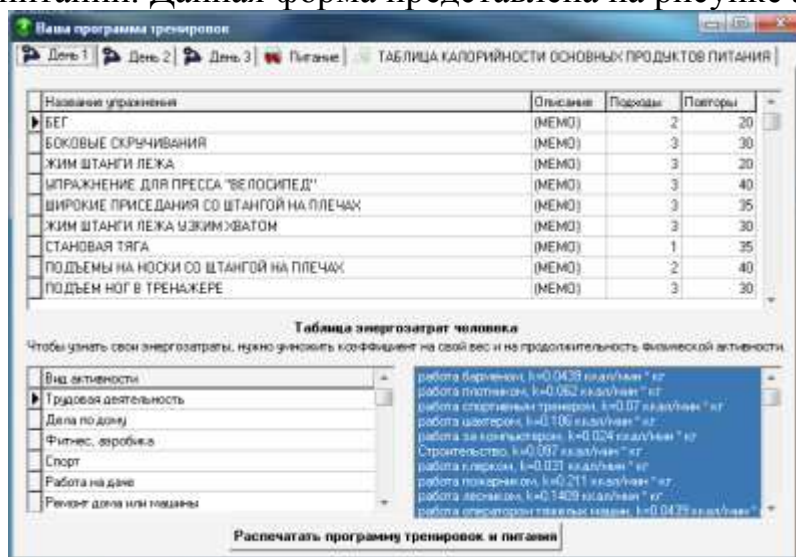 питании. Данная форма представлена на рисунке
Ваша программа тренировок
День 1 День 2 День 3 Питание ТАБЛИЦА КАЛОРИЙНОСТИ ОСНОВНЫХ ПРОДУКТОВ ПИТАНИЯ
Название упражнения Описание Подходы Повторы
БЕГ (MEMO) 2 20
БОКОВЫЕ СКРУЧИВАНИЯ (MEMO) 3 30
ЖИМ ШТАНГИ ЛЕЖА (MEMO) 3 20
УПРАЖНЕНИЕ ДЛЯ ПРЕССА "ВЕЛОСИПЕД" (MEMO) 3 40
ШИРОКИЕ ПРИСЕДАНИЯ СО ШТАНГОЙ НА ПЛЕЧАХ (MEMO) 3 35
ЖИМ ШТАНГИ ЛЕЖА УЗКИМ ХВАТОМ (MEMO) 3 30
СТАНОВАЯ ТЯГА (MEMO) 1 35
ПОДЪЕМЫ НА НОСКИ СО ШТАНГОЙ НА ПЛЕЧАХ (MEMO) 2 40
ПОДЪЕМ НОГ В ТРЕНАЖЕРЕ (MEMO) 3 30
Таблица энергозатрат человека
Чтобы узнать свои энергозатраты, нужно умножить коэффициент на свой вес и на продолжительность физической активности
Вид активности
Трудовая деятельность
Дела по дому
Фитнес, аэробика
Спорт
Работа на даче
Ремонт дома или машины
работа барменом, k=0.0439 ккал/мин * кг
работа плотником, k=0.062 ккал/мин * кг
работа спортивным тренером, k=0.07 ккал/мин * кг
работа шахтером, k=0.106 ккал/мин * кг
работа за компьютером, k=0.024 ккал/мин * кг
Строительство, k=0.097 ккал/мин * кг
работа клерком, k=0.031 ккал/мин * кг
работа пожарником, k=0.211 ккал/мин * кг
работа лесником, k=0.1409 ккал/мин * кг
работа оператором тяжелых машин, k=0.0439 ккал/мин *
Распечатать программу тренировок и питания